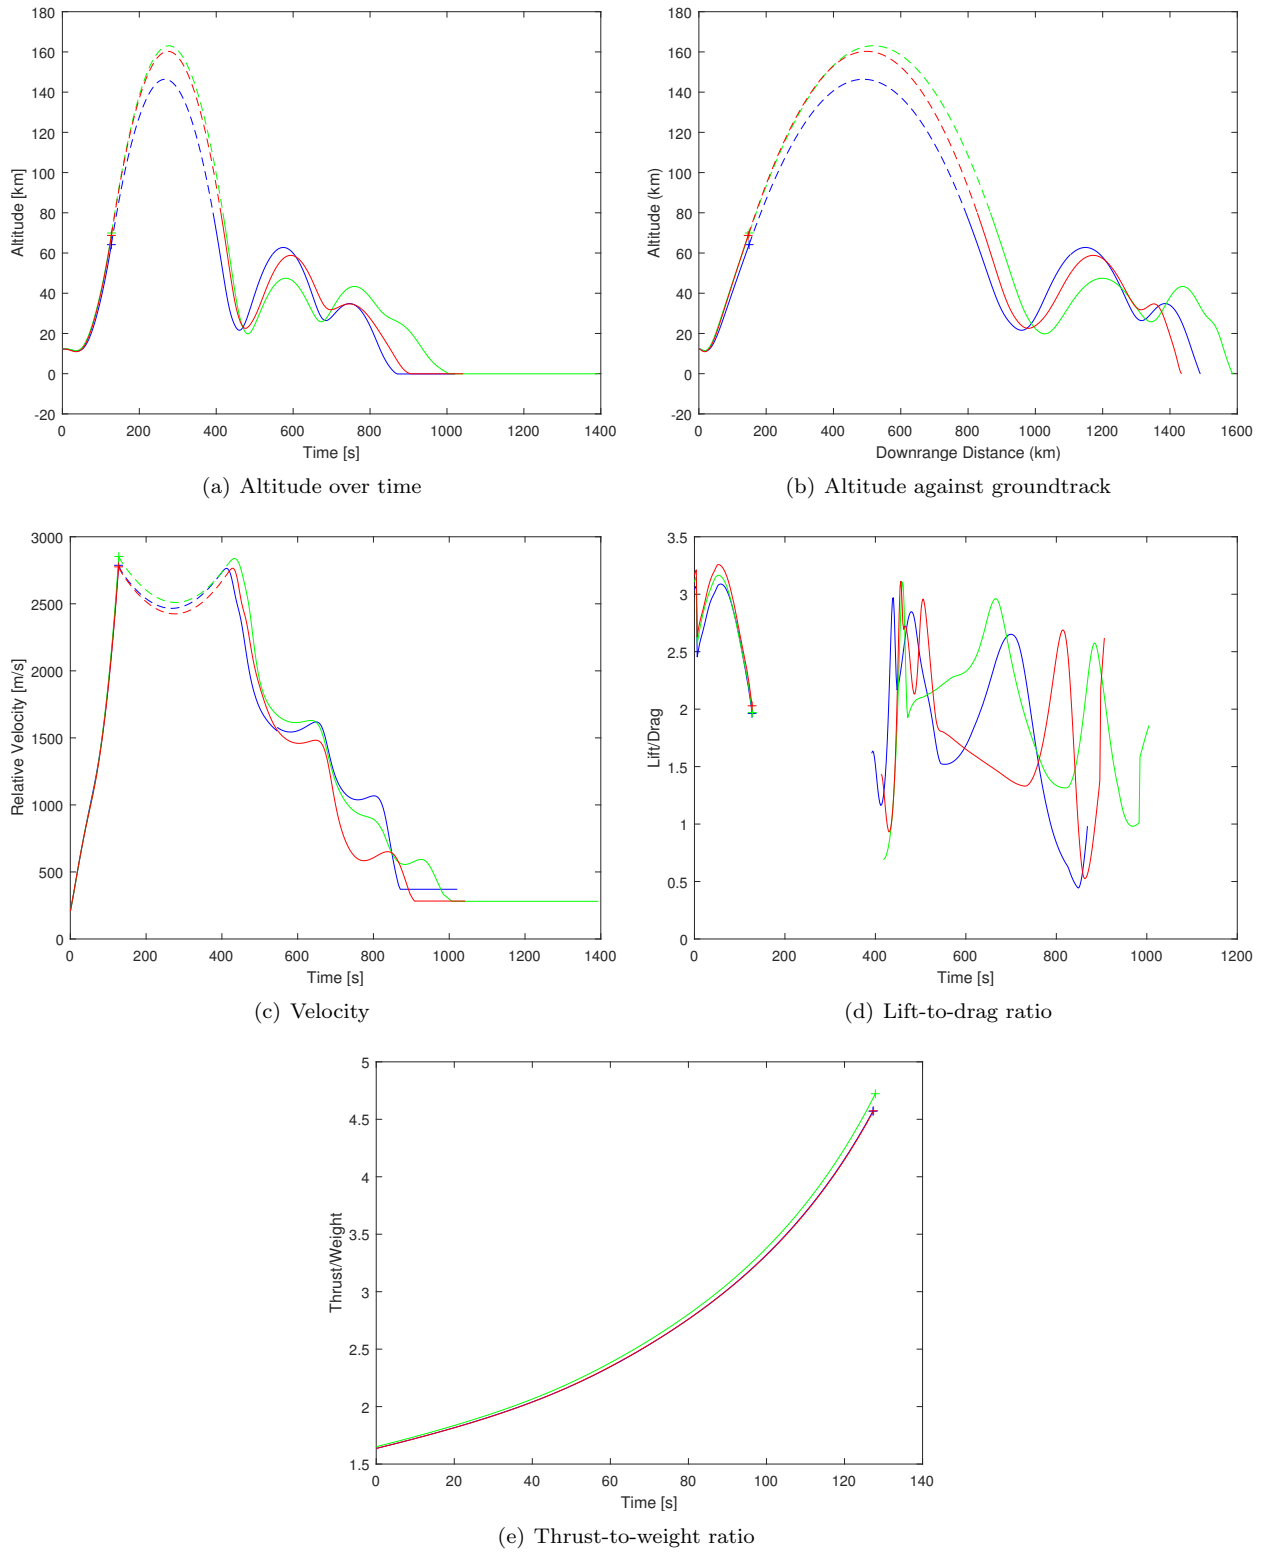 180
160
140
120
100
80
60
40
20
0
-20
Altitude [km]
0 200 400 600 800 1000 1200 1400
Time [s]
(a) Altitude over time
180
160
140
120
100
80
60
40
20
0
-20
Altitude (km)
0 200 400 600 800 1000 1200 1400 1600
Downrange Distance (km)
(b) Altitude against groundtrack
3000
2500
2000
1500
1000
500
0
Relative Velocity [m/s]
0 200 400 600 800 1000 1200 1400
Time [s]
(c) Velocity
3.5
3
2.5
2
1.5
1
0.5
0
Lift/Drag
0 200 400 600 800 1000 1200
Time [s]
(d) Lift-to-drag ratio
5
4.5
4
3.5
3
2.5
2
1.5
Thrust/Weight
0 20 40 60 80 100 120 140
Time [s]
(e) Thrust-to-weight ratio